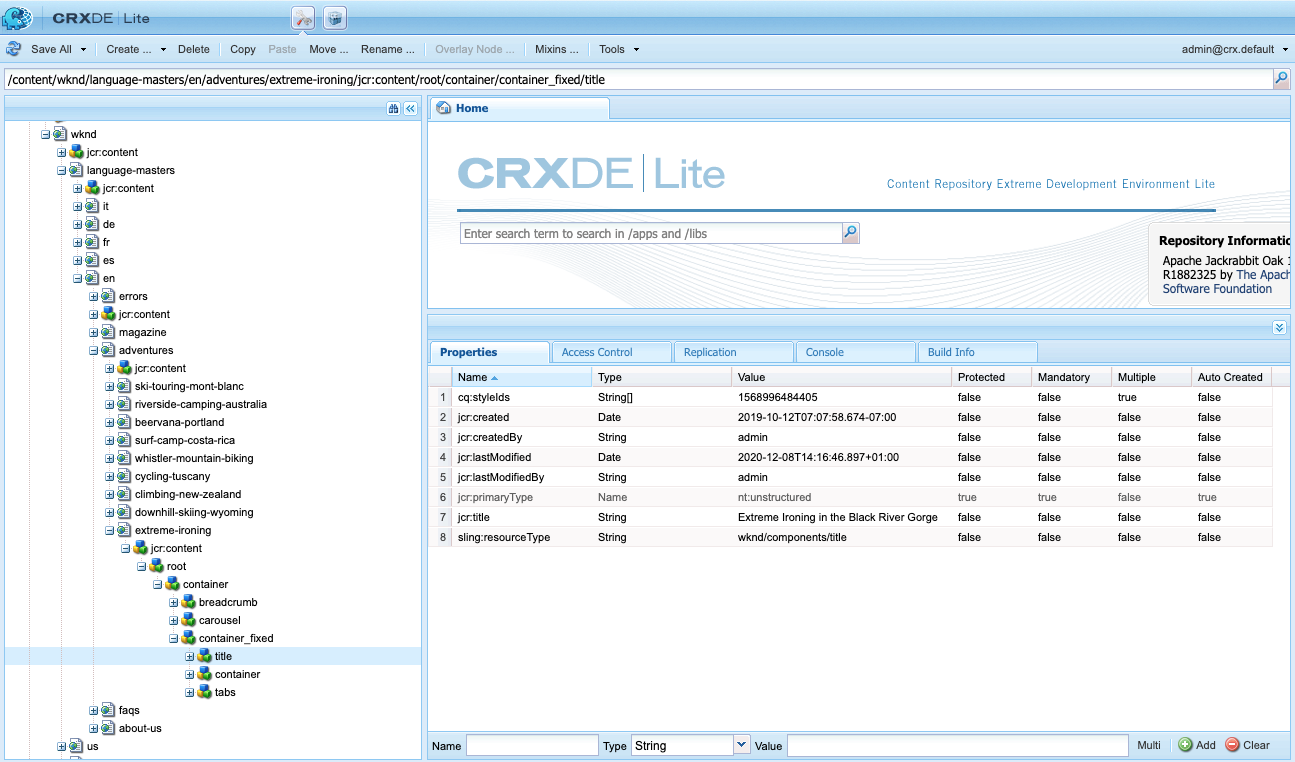 CRXDE | Lite
Save All Create ... Delete Copy Paste Move ... Rename ... Overlay Node ... Mixins ... Tools admin@crx.default
/content/wknd/language-masters/en/adventures/extreme-ironing/jcr:content/root/container/container_fixed/title
wknd
jcr:content
language-masters
jcr:content
it
de
fr
es
en
errors
jcr:content
magazine
adventures
jcr:content
ski-touring-mont-blanc
riverside-camping-australia
beervana-portland
surf-camp-costa-rica
whistler-mountain-biking
cycling-tuscany
climbing-new-zealand
downhill-skiing-wyoming
extreme-ironing
jcr:content
root
container
breadcrumb
carousel
container_fixed
title
container
tabs
faqs
about-us
us
Home
CRXDE | Lite
Content Repository Extreme Development Environment Lite
Enter search term to search in /apps and /libs
Repository Informatio
Apache Jackrabbit Oak 1
R1882325 by The Apach
Software Foundation
Properties Access Control Replication Console Build Info
Name Type Value Protected Mandatory Multiple Auto Created
1 cq:styleIds String[] 1568996484405 false false true false
2 jcr:created Date 2019-10-12T07:07:58.674-07:00 false false false false
3 jcr:createdBy String admin false false false false
4 jcr:lastModified Date 2020-12-08T14:16:46.897+01:00 false false false false
5 jcr:lastModifiedBy String admin false false false false
6 jcr:primaryType Name nt:unstructured true true false true
7 jcr:title String Extreme Ironing in the Black River Gorge false false false false
8 sling:resourceType String wknd/components/title false false false false
Name Type String Value Multi Add Clear